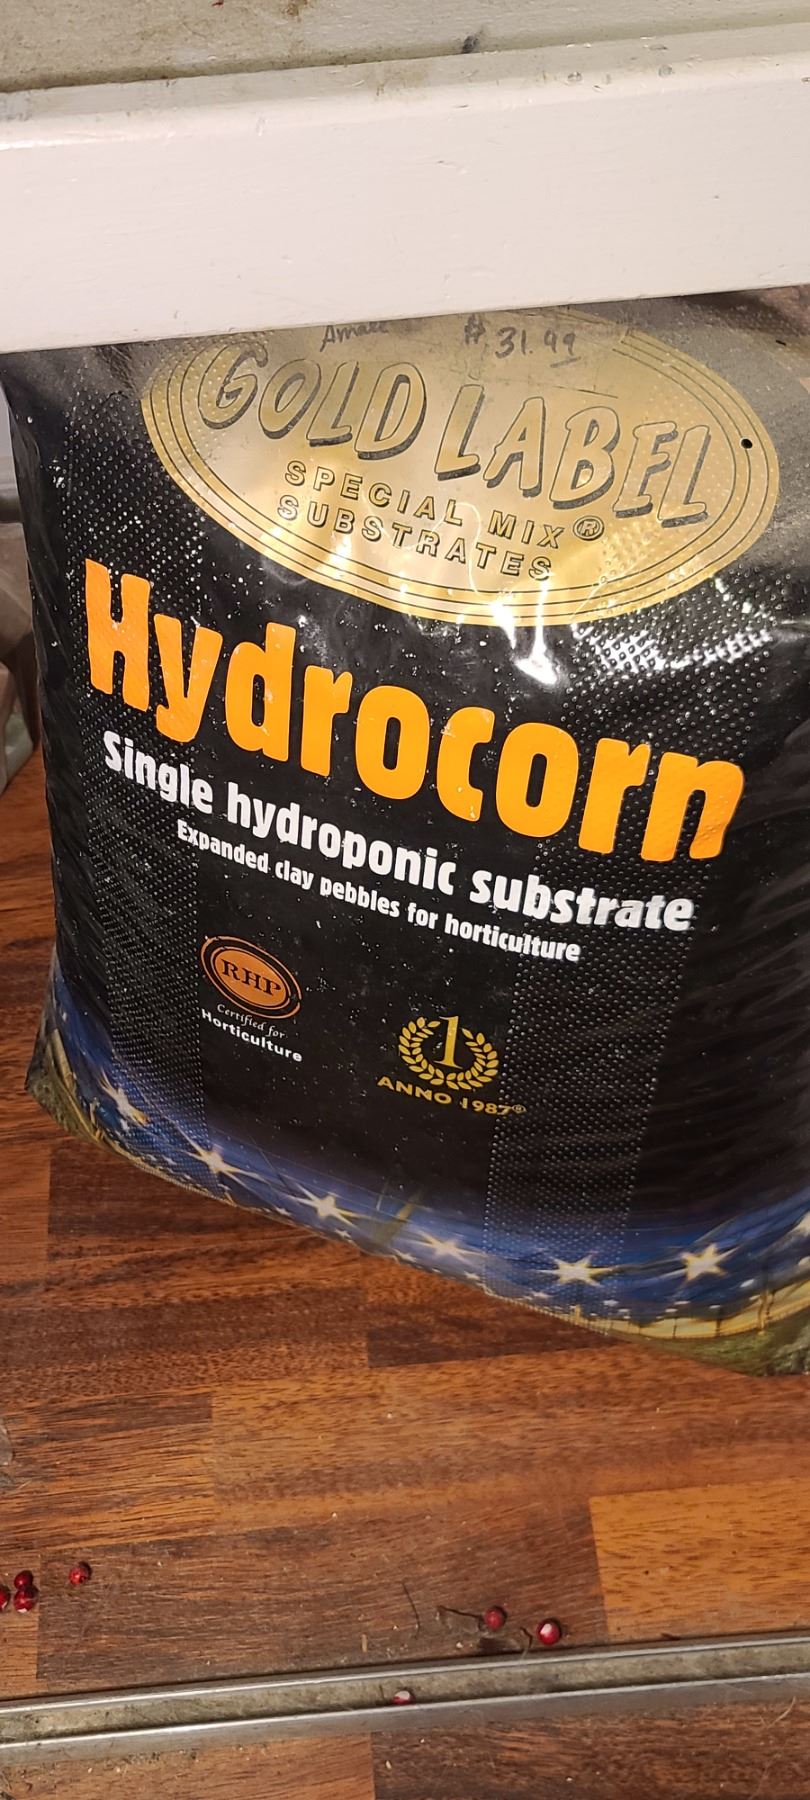 # 31.99
GOLD LABEL
SPECIAL MIX®
SUBSTRATES
Hydrocorn
Single hydroponic substrate
Expanded clay pebbles for horticulture
RHP
Certified for
Horticulture
1
ANNO 1987®